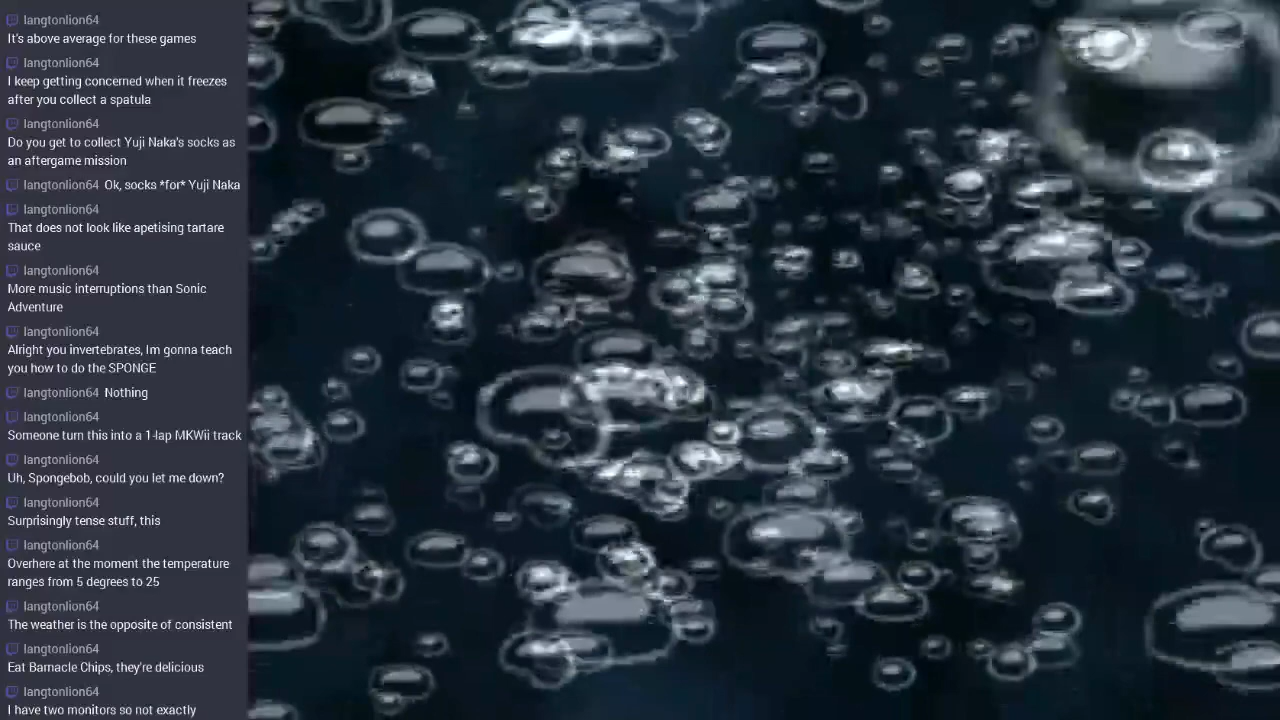 langtonlion64
It's above average for these games
langtonlion64
I keep getting concerned when it freezes
after you collect a spatula
langtonlion64
Do you get to collect Yuji Naka's socks as
an aftergame mission
langtonlion64 Ok, socks *for* Yuji Naka
langtonlion64
That does not look like apetising tartare
sauce
langtonlion64
More music interruptions than Sonic
Adventure
langtonlion64
Alright you invertebrates, Im gonna teach
you how to do the SPONGE
langtonlion64 Nothing
langtonlion64
Someone turn this into a 1-lap MKWii track
langtonlion64
Uh, Spongebob, could you let me down?
langtonlion64
Surprisingly tense stuff, this
langtonlion64
Overhere at the moment the temperature
ranges from 5 degrees to 25
langtonlion64
The weather is the opposite of consistent
langtonlion64
Eat Barnacle Chips, they're delicious
langtonlion64
I have two monitors so not exactly